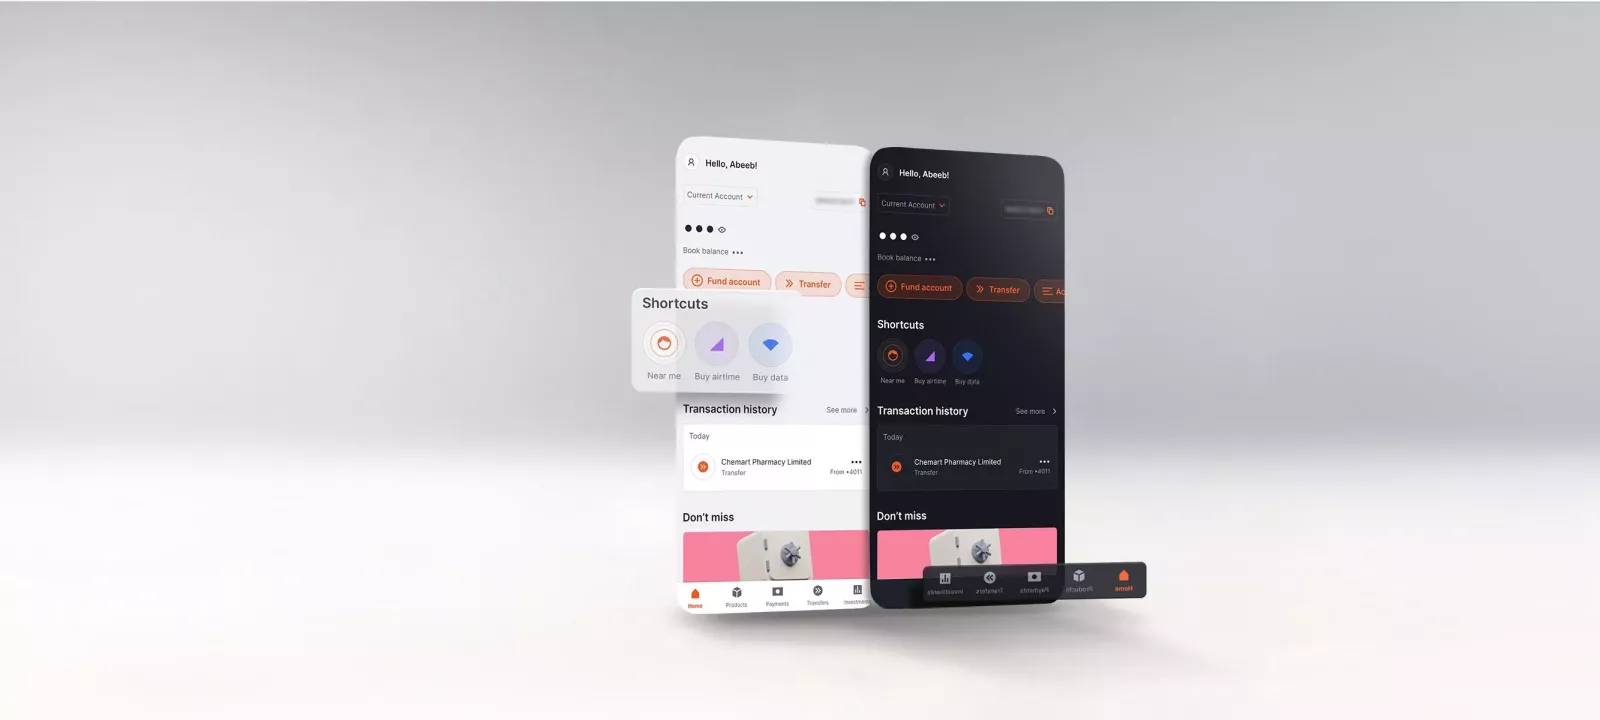 Hello, Abeeb!
Current Account
Book balance •••
Fund account
Transfer
Shortcuts
Near me
Buy airtime
Buy data
Transaction history
See more
Today
Chemart Pharmacy Limited
Transfer
From •4011
Don't miss
Home
Products
Payments
Transfers
Investments
Hello, Abeeb!
Current Account
Book balance •••
Fund account
Transfer
Ac
Shortcuts
Near me
Buy airtime
Buy data
Transaction history
See more
Today
Chemart Pharmacy Limited
Transfer
From •4011
Don't miss
Investments
Transfers
Payments
Products
Home